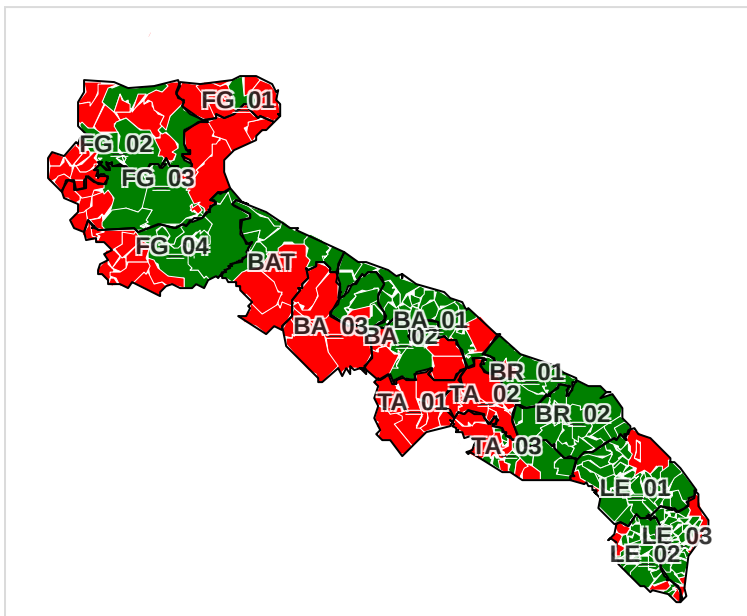 FG_01
FG_02
FG_03
FG_04
BAT
BA_01
BA_03
BA_02
BR_01
TA_02
TA_01
BR_02
TA_03
LE_01
LE_03
LE_02